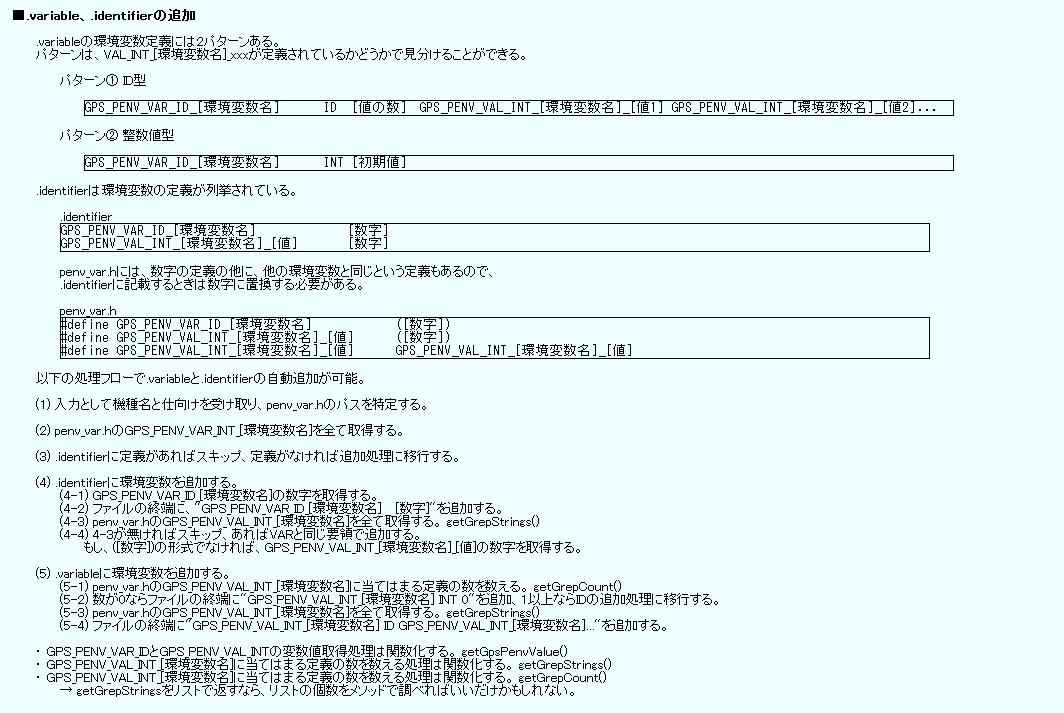 ■.variable、.identifierの追加
.variableの環境変数定義には2パターンある。
パターンは、VAL_INT_[環境変数名]_xxxが定義されているかどうかで見分けることができる。
パターン① ID型
GPS_PENV_VAR_ID_[環境変数名] ID [値の数] GPS_PENV_VAL_INT_[環境変数名]_[値1] GPS_PENV_VAL_INT_[環境変数名]_[値2]...
パターン② 整数値型
GPS_PENV_VAR_ID_[環境変数名] INT [初期値]
.identifierは環境変数の定義が列挙されている。
.identifier
GPS_PENV_VAR_ID_[環境変数名] [数字]
GPS_PENV_VAL_INT_[環境変数名]_[値] [数字]
penv_var.hには、数字の定義の他に、他の環境変数と同じという定義もあるので、
.identifierに記載するときは数字に置換する必要がある。
penv_var.h
#define GPS_PENV_VAR_ID_[環境変数名] ([数字])
#define GPS_PENV_VAL_INT_[環境変数名]_[値] ([数字])
#define GPS_PENV_VAL_INT_[環境変数名]_[値] GPS_PENV_VAL_INT_[環境変数名]_[値]
以下の処理フローで.variableと.identifierの自動追加が可能。
(1) 入力として機種名と仕向けを受け取り、penv_var.hのパスを特定する。
(2) penv_var.hのGPS_PENV_VAR_INT_[環境変数名]を全て取得する。
(3) .identifierに定義があればスキップ、定義がなければ追加処理に移行する。
(4) .identifierに環境変数を追加する。
(4-1) GPS_PENV_VAR_ID_[環境変数名]の数字を取得する。
(4-2) ファイルの終端に、"GPS_PENV_VAR_ID_[環境変数名] [数字]"を追加する。
(4-3) penv_var.hのGPS_PENV_VAL_INT_[環境変数名]を全て取得する。 getGrepStrings()
(4-4) 4-3が無ければスキップ、あればVARと同じ要領で追加する。
もし、([数字])の形式でなければ、GPS_PENV_VAL_INT_[環境変数名]_[値]の数字を取得する。
(5) .variableに環境変数を追加する。
(5-1) penv_var.hのGPS_PENV_VAL_INT_[環境変数名]に当てはまる定義の数を数える。 getGrepCount()
(5-2) 数が0ならファイルの終端に"GPS_PENV_VAL_INT_[環境変数名] INT 0"を追加、1以上ならIDの追加処理に移行する。
(5-3) penv_var.hのGPS_PENV_VAL_INT_[環境変数名]を全て取得する。 getGrepStrings()
(5-4) ファイルの終端に"GPS_PENV_VAL_INT_[環境変数名] ID GPS_PENV_VAL_INT_[環境変数名]..."を追加する。
・ GPS_PENV_VAR_IDとGPS_PENV_VAL_INTの変数値取得処理は関数化する。 getGpsPenvValue()
・ GPS_PENV_VAL_INT_[環境変数名]に当てはまる定義の数を数える処理は関数化する。 getGrepStrings()
・ GPS_PENV_VAL_INT_[環境変数名]に当てはまる定義の数を数える処理は関数化する。 getGrepCount()
→ getGrepStringsをリストで返すなら、リストの個数をメソッドで調べればいいだけかもしれない。